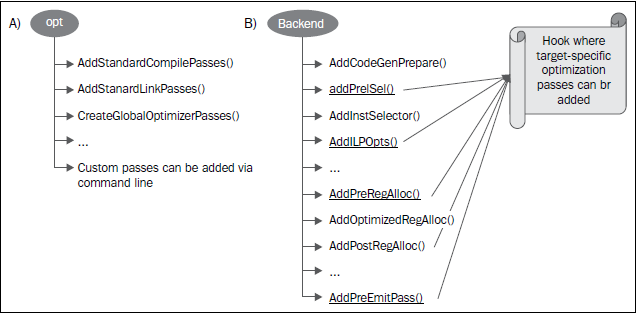 A)
opt
AddStandardCompilePasses()
AddStanardLinkPasses()
CreateGlobalOptimizerPasses()
...
Custom passes can be added via
command line
B)
Backend
AddCodeGenPrepare()
addPreISel()
AddInstSelector()
AddILPOpts()
...
AddPreRegAlloc()
AddOptimizedRegAlloc()
AddPostRegAlloc()
...
AddPreEmitPass()
Hook where
target-specific
optimization
passes can br
added